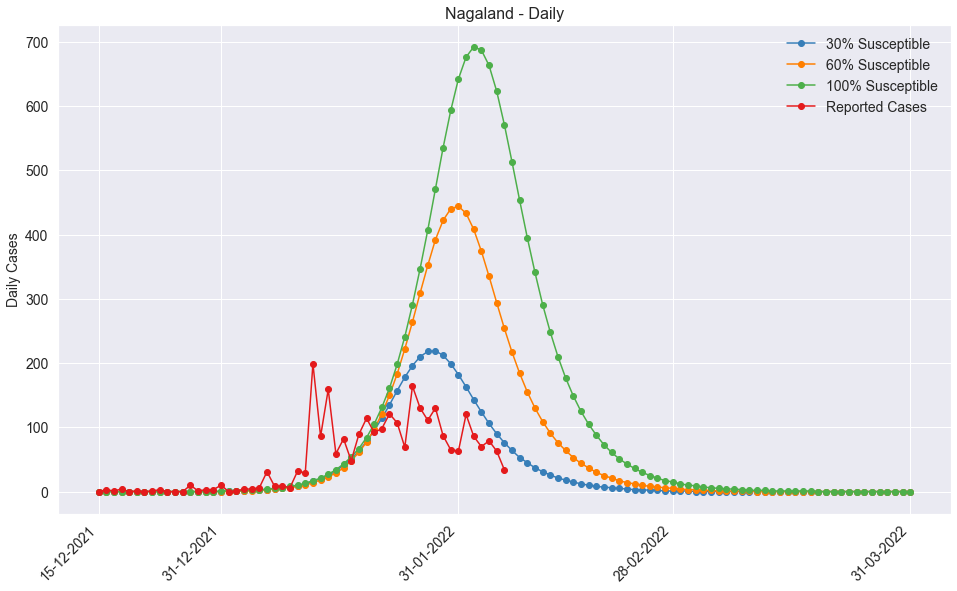 Nagaland - Daily
700
600
500
400
300
200
100
0
Daily Cases
30% Susceptible
60% Susceptible
100% Susceptible
Reported Cases
15-12-2021
31-12-2021
31-01-2022
28-02-2022
31-03-2022